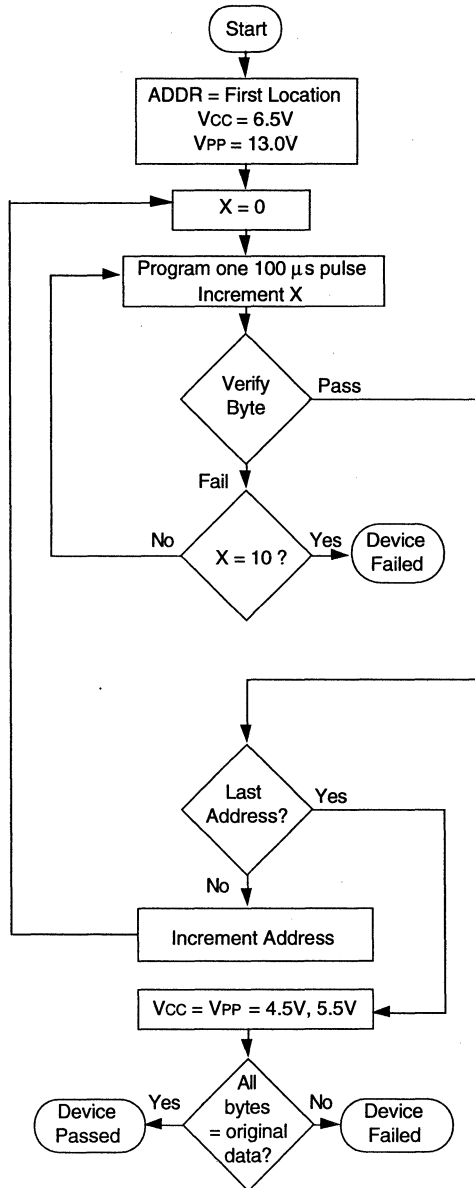 Start
ADDR = First Location
VCC = 6.5V
VPP = 13.0V
X = 0
Program one 100 μs pulse
Increment X
Verify
Byte
Pass
Fail
No
X = 10 ?
Yes
Device
Failed
Last
Address?
Yes
No
Increment Address
VCC = VPP = 4.5V, 5.5V
All
bytes
= original
data?
Yes
Device
Passed
No
Device
Failed